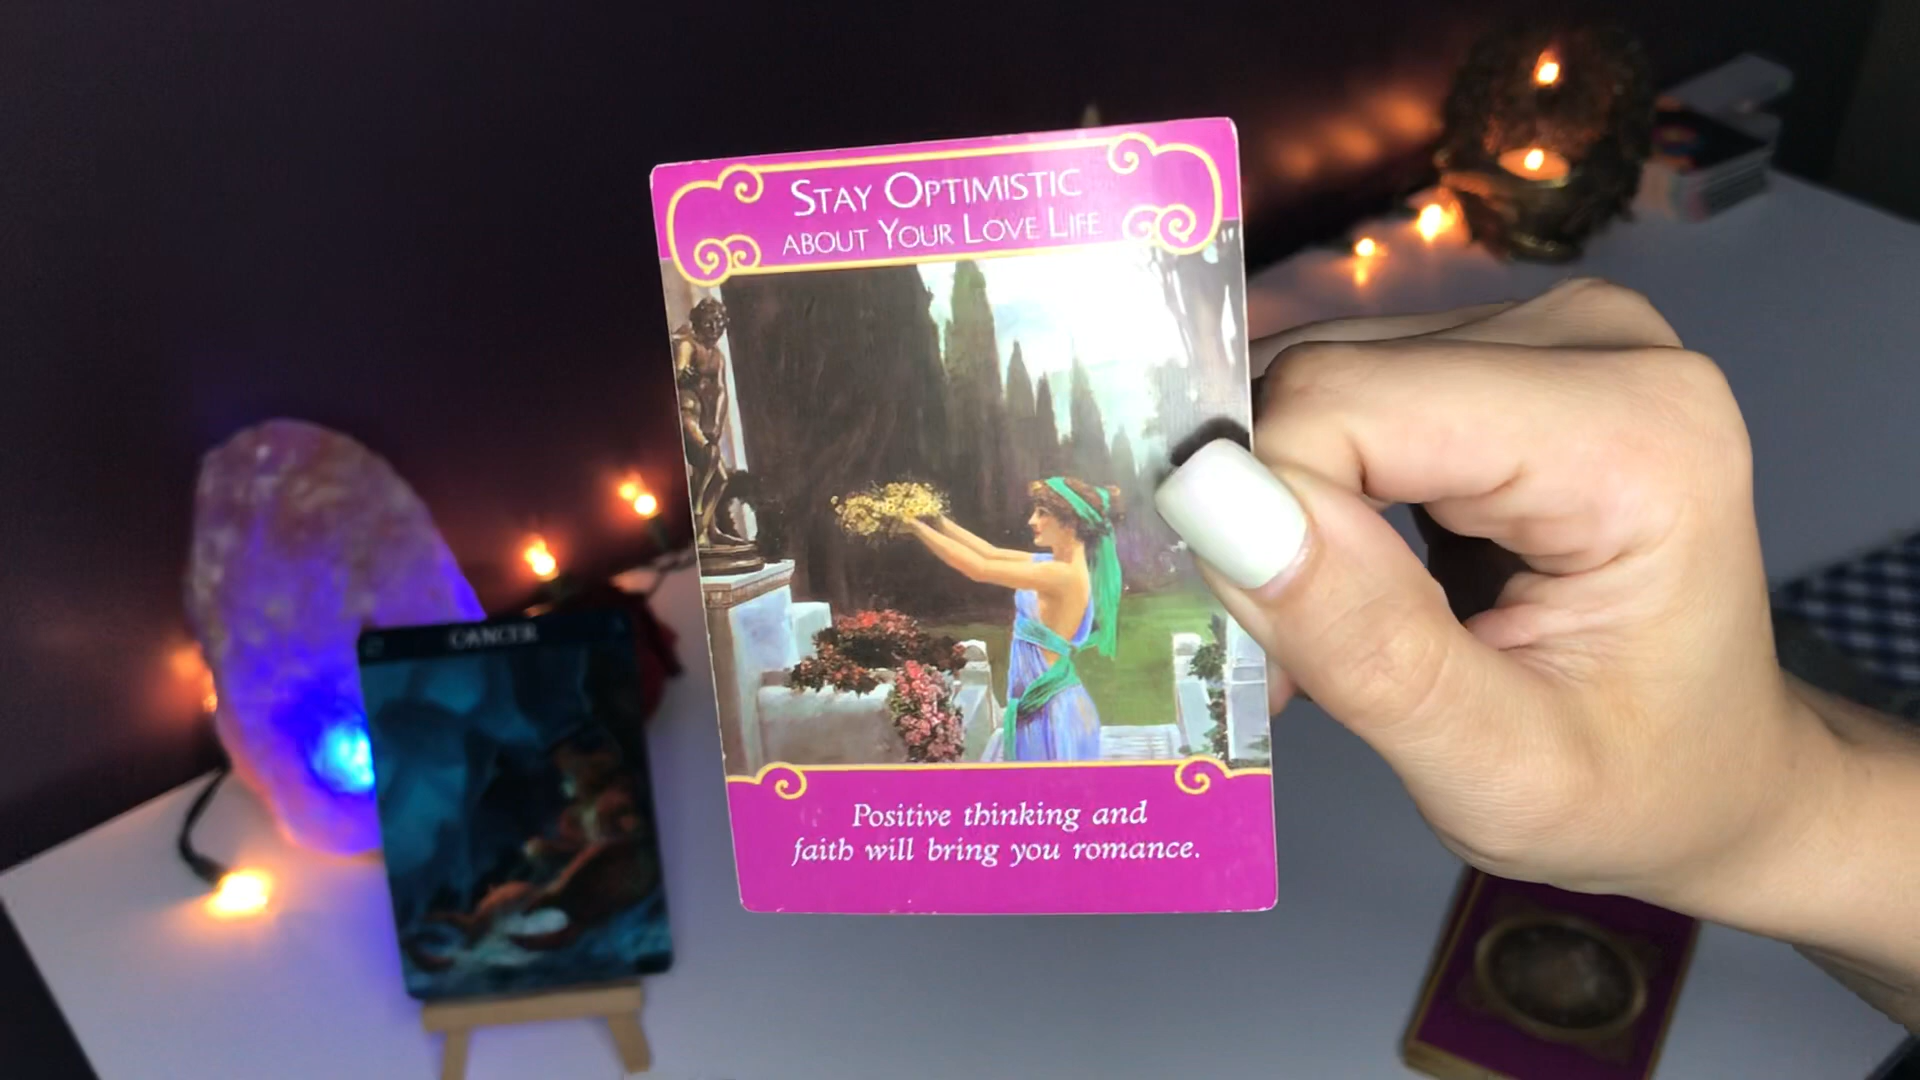 Stay Optimistic
about Your Love Life
Positive thinking and
faith will bring you romance.
CANCER